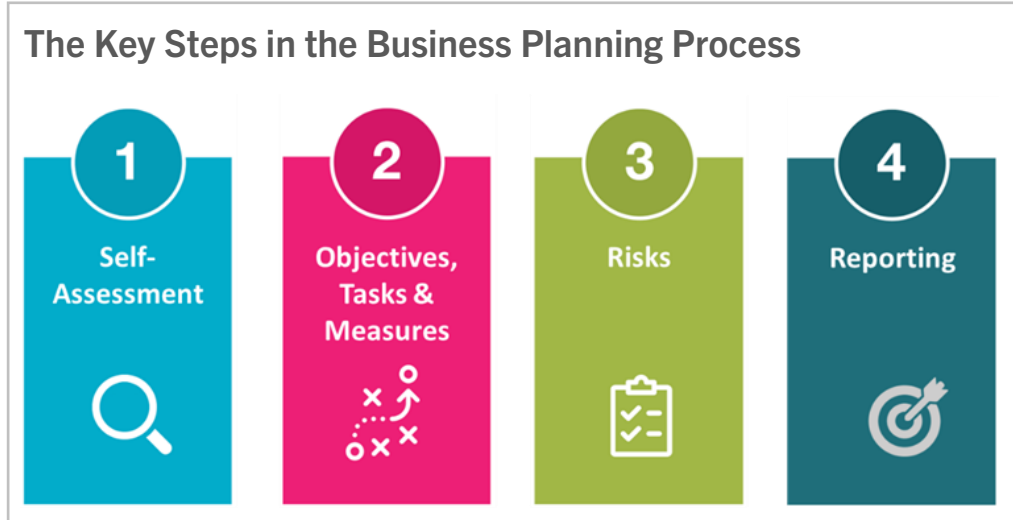 The Key Steps in the Business Planning Process
1
Self-
Assessment
2
Objectives,
Tasks &
Measures
3
Risks
4
Reporting